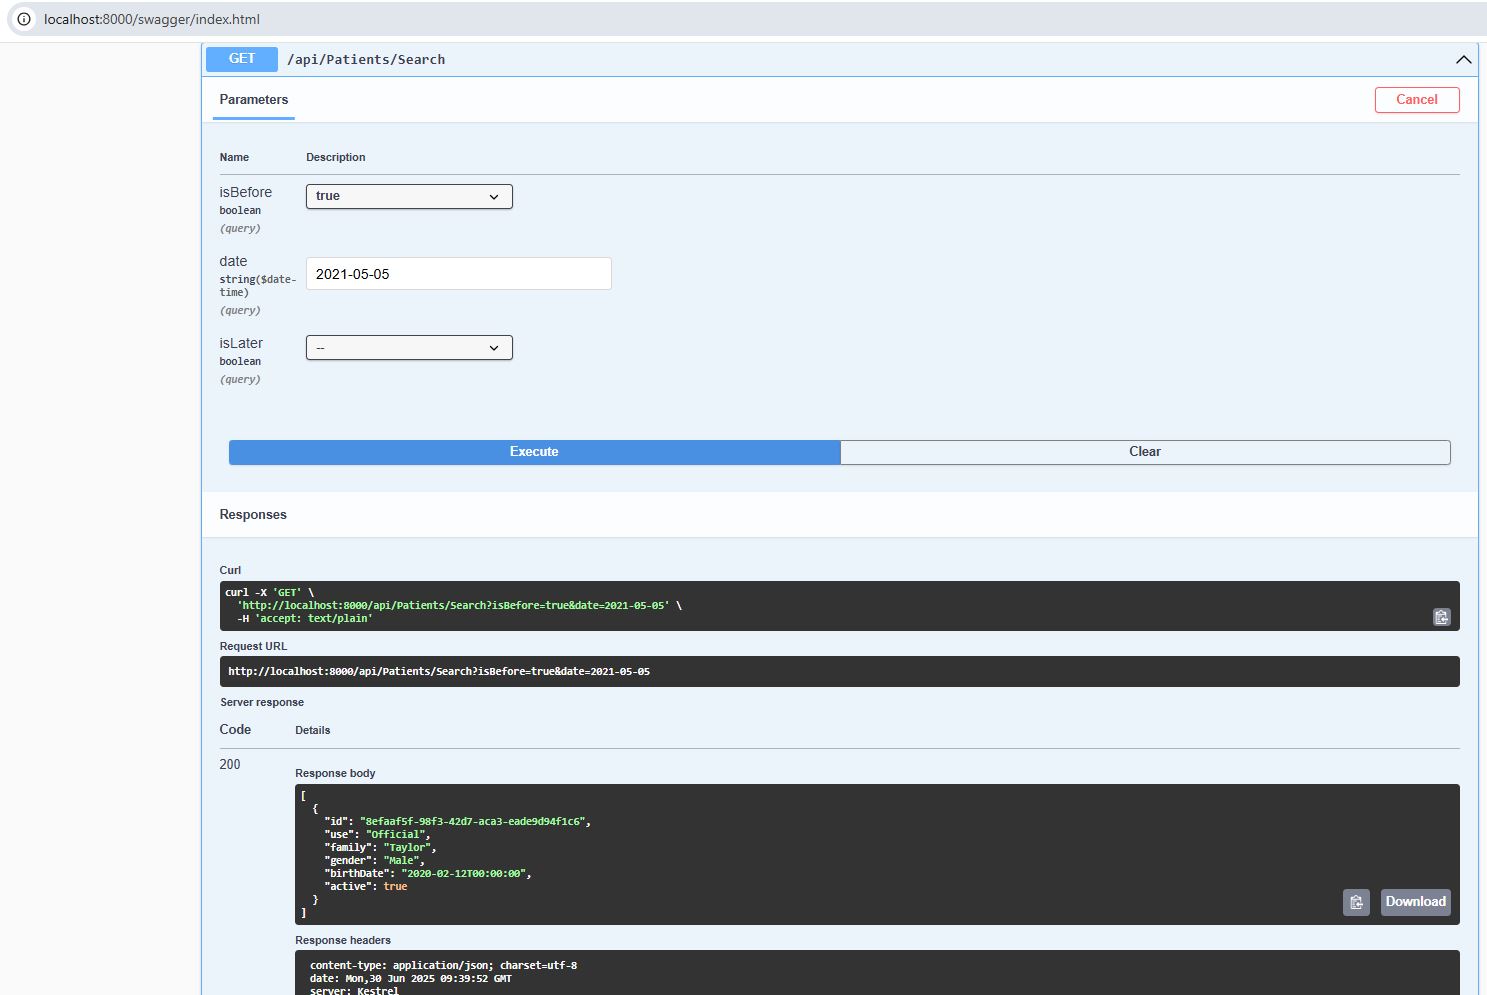 localhost:8000/swagger/index.html
GET /api/Patients/Search
Parameters
Cancel
Name Description
isBefore
boolean
(query)
true
date
string($date-
time)
(query)
2021-05-05
isLater
boolean
(query)
--
Execute
Clear
Responses
Curl
curl -X 'GET' \
'http://localhost:8000/api/Patients/Search?isBefore=true&date=2021-05-05' \
-H 'accept: text/plain'
Request URL
http://localhost:8000/api/Patients/Search?isBefore=true&date=2021-05-05
Server response
Code Details
200
Response body
[
{
"id": "8efaaf5f-98f3-42d7-aca3-eade9d94f1c6",
"use": "Official",
"family": "Taylor",
"gender": "Male",
"birthDate": "2020-02-12T00:00:00",
"active": true
}
]
Download
Response headers
content-type: application/json; charset=utf-8
date: Mon,30 Jun 2025 09:39:52 GMT
server: Kestrel